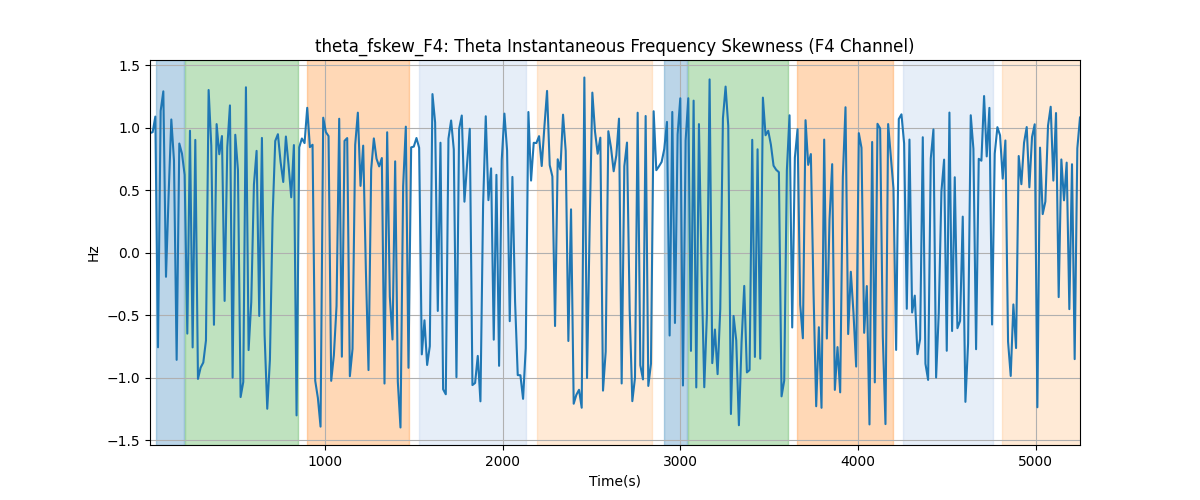 theta_fskew_F4: Theta Instantaneous Frequency Skewness (F4 Channel)
1.5
1.0
0.5
0.0
−0.5
−1.0
−1.5
Hz
1000 2000 3000 4000 5000
Time(s)